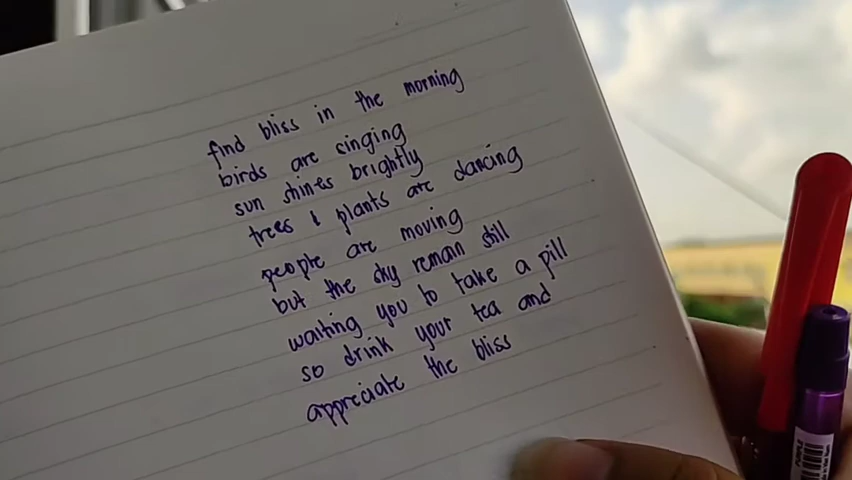 find bliss in the morning
birds are singing
sun shines brightly
trees & plants are dancing
people are moving
but the sky remain still
waiting you to take a pill
so drink your tea and
appreciate the bliss